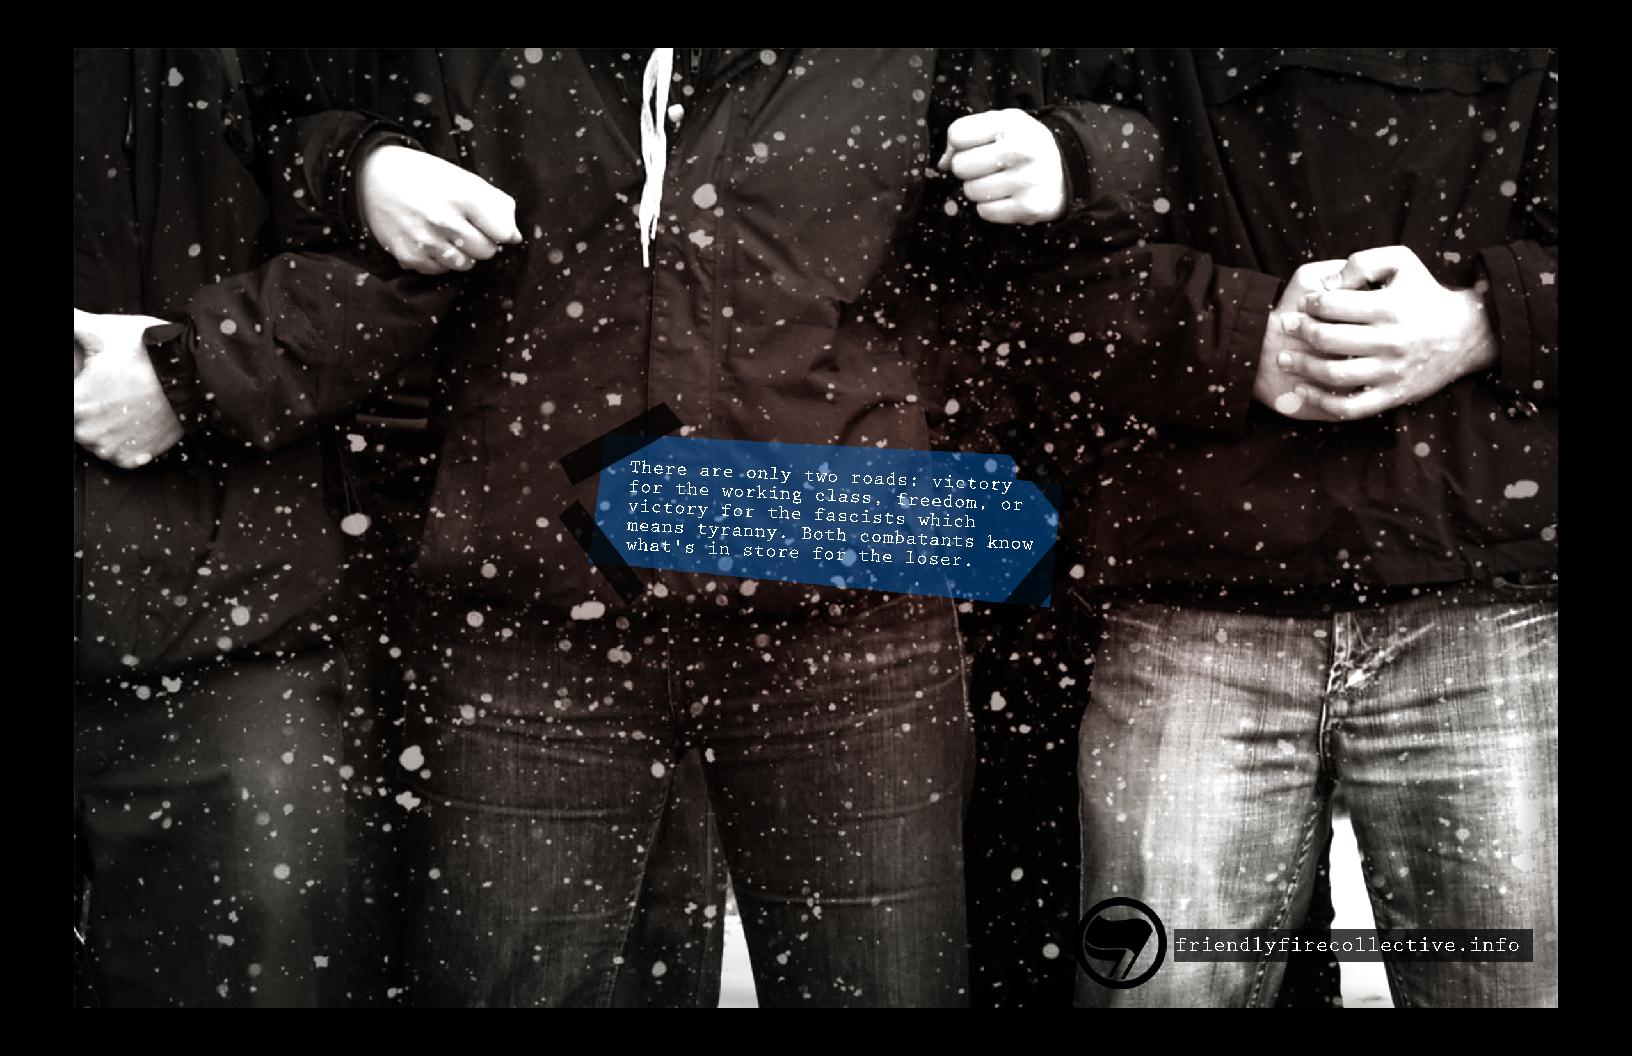 There are only two roads: victory
for the working class, freedom, or
victory for the fascists which
means tyranny. Both combatants know
what's in store for the loser.
friendlyfirecollective.info